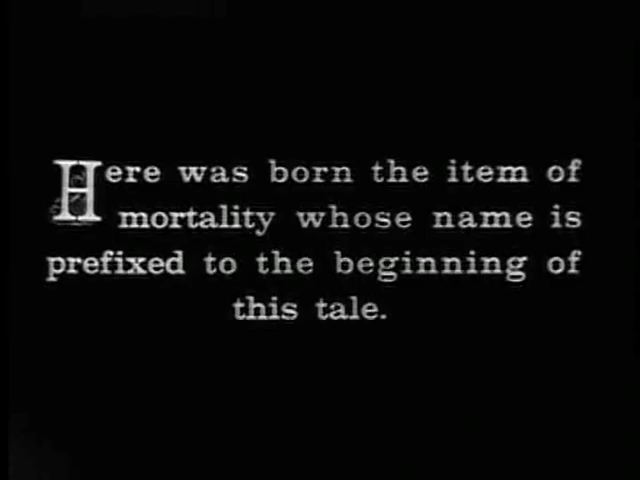 Here was born the item of
mortality whose name is
prefixed to the beginning of
this tale.